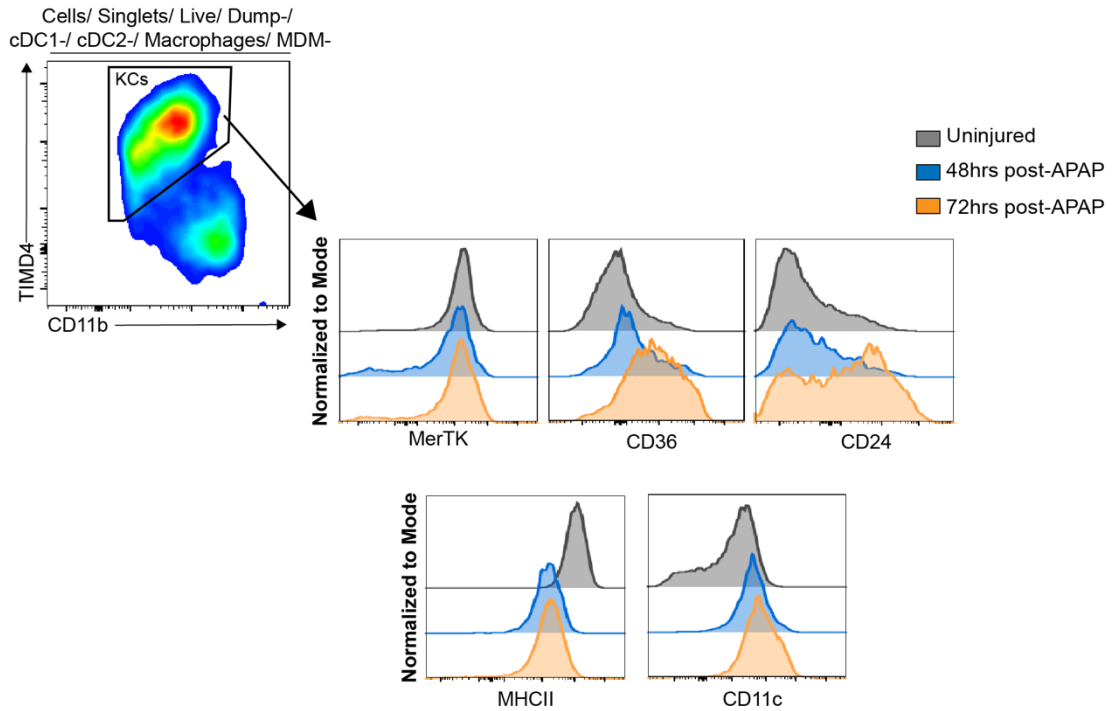 Cells/ Singlets/ Live/ Dump-/
cDC1-/ cDC2-/ Macrophages/ MDM-
KCs
TIMD4
CD11b
Uninjured
48hrs post-APAP
72hrs post-APAP
Normalized to Mode
MerTK
CD36
CD24
Normalized to Mode
MHCII
CD11c